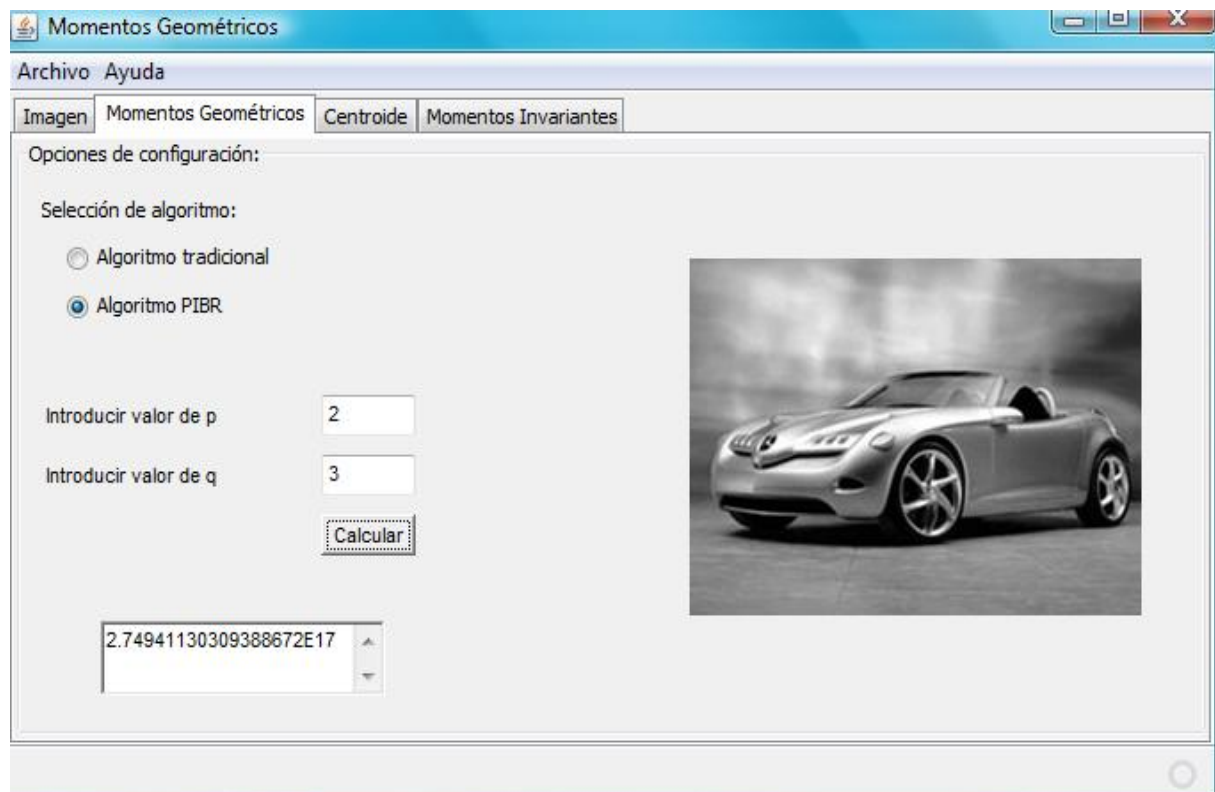 Momentos Geométricos
Archivo Ayuda
Imagen Momentos Geométricos Centroide Momentos Invariantes
Opciones de configuración:
Selección de algoritmo:
Algoritmo tradicional
Algoritmo PIBR
Introducir valor de p 2
Introducir valor de q 3
Calcular
2.74941130309388672E17